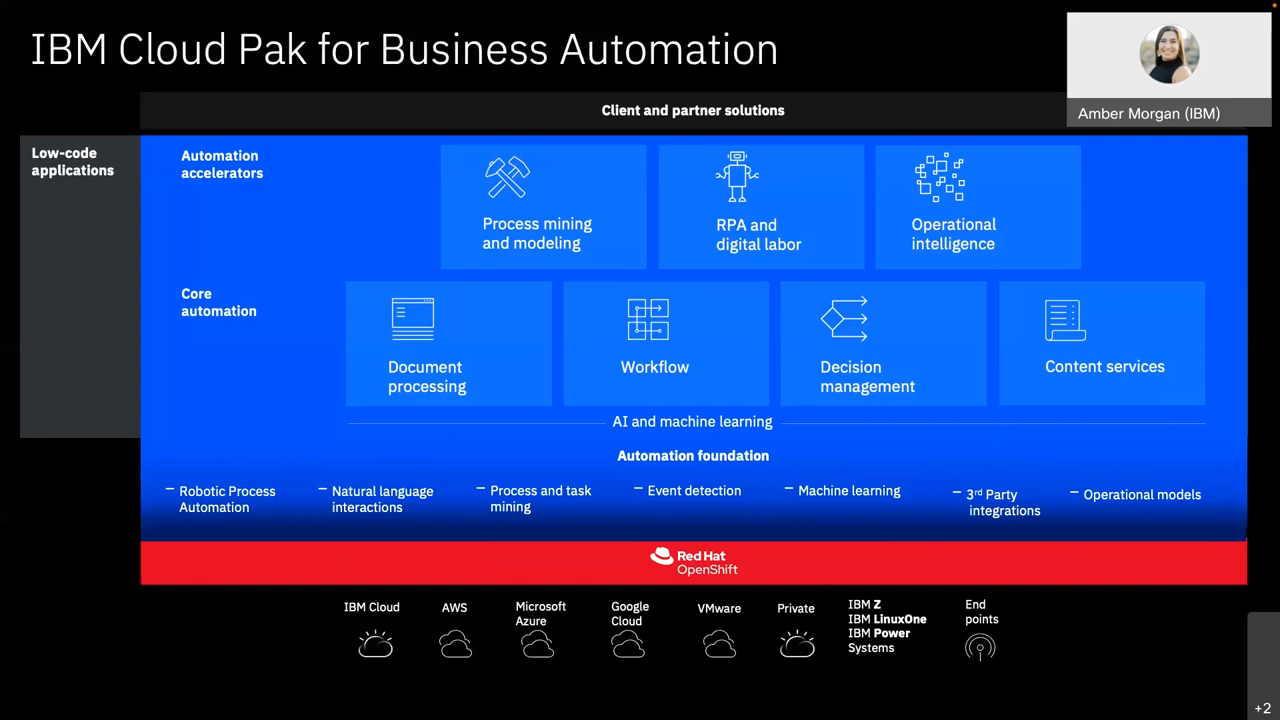 IBM Cloud Pak for Business Automation
Amber Morgan (IBM)
Client and partner solutions
Low-code
applications
Automation
accelerators
Process mining
and modeling
RPA and
digital labor
Operational
intelligence
Core
automation
Document
processing
Workflow
Decision
management
Content services
AI and machine learning
Automation foundation
– Robotic Process
Automation
– Natural language
interactions
– Process and task
mining
– Event detection
– Machine learning
– 3rd Party
integrations
– Operational models
Red Hat
OpenShift
IBM Cloud
AWS
Microsoft
Azure
Google
Cloud
VMware
Private
IBM Z
IBM LinuxOne
IBM Power
Systems
End
points
+2